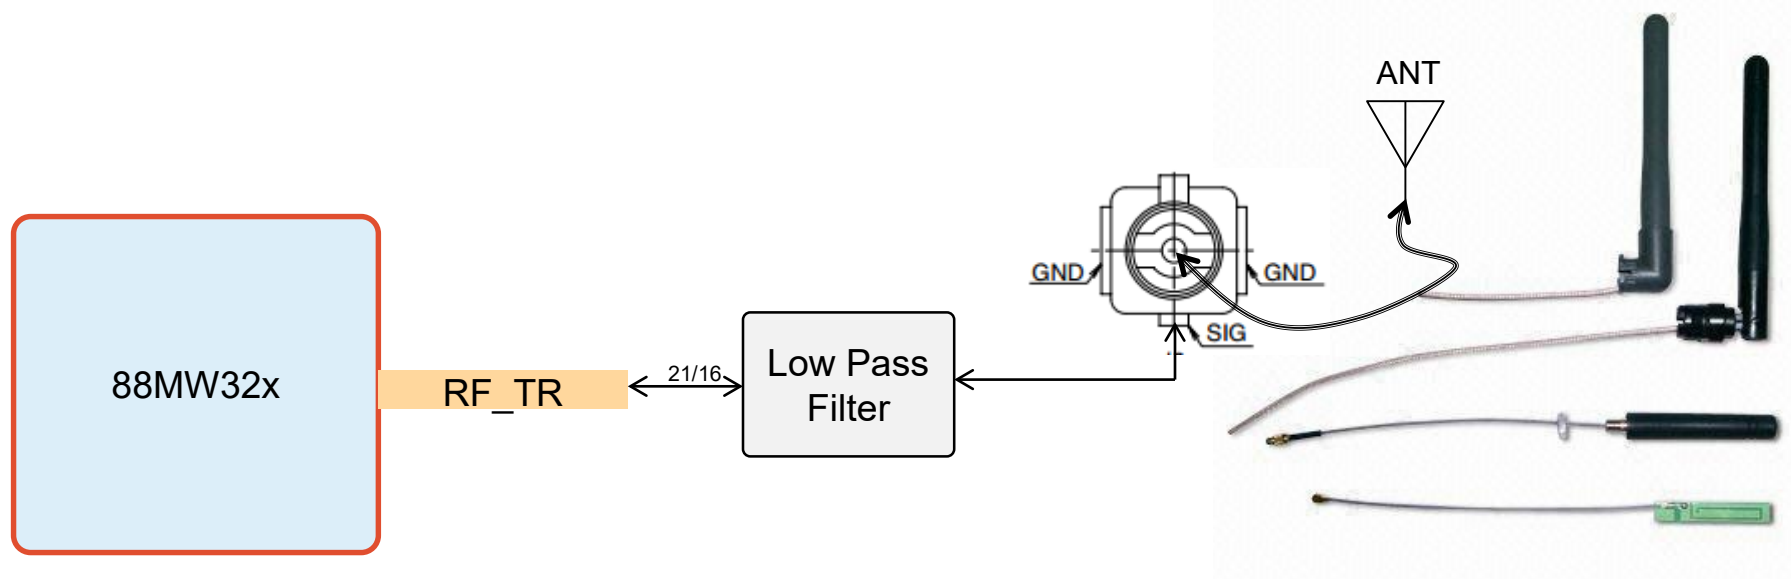 88MW32x
RF_TR
21/16
Low Pass
Filter
GND
GND
SIG
ANT